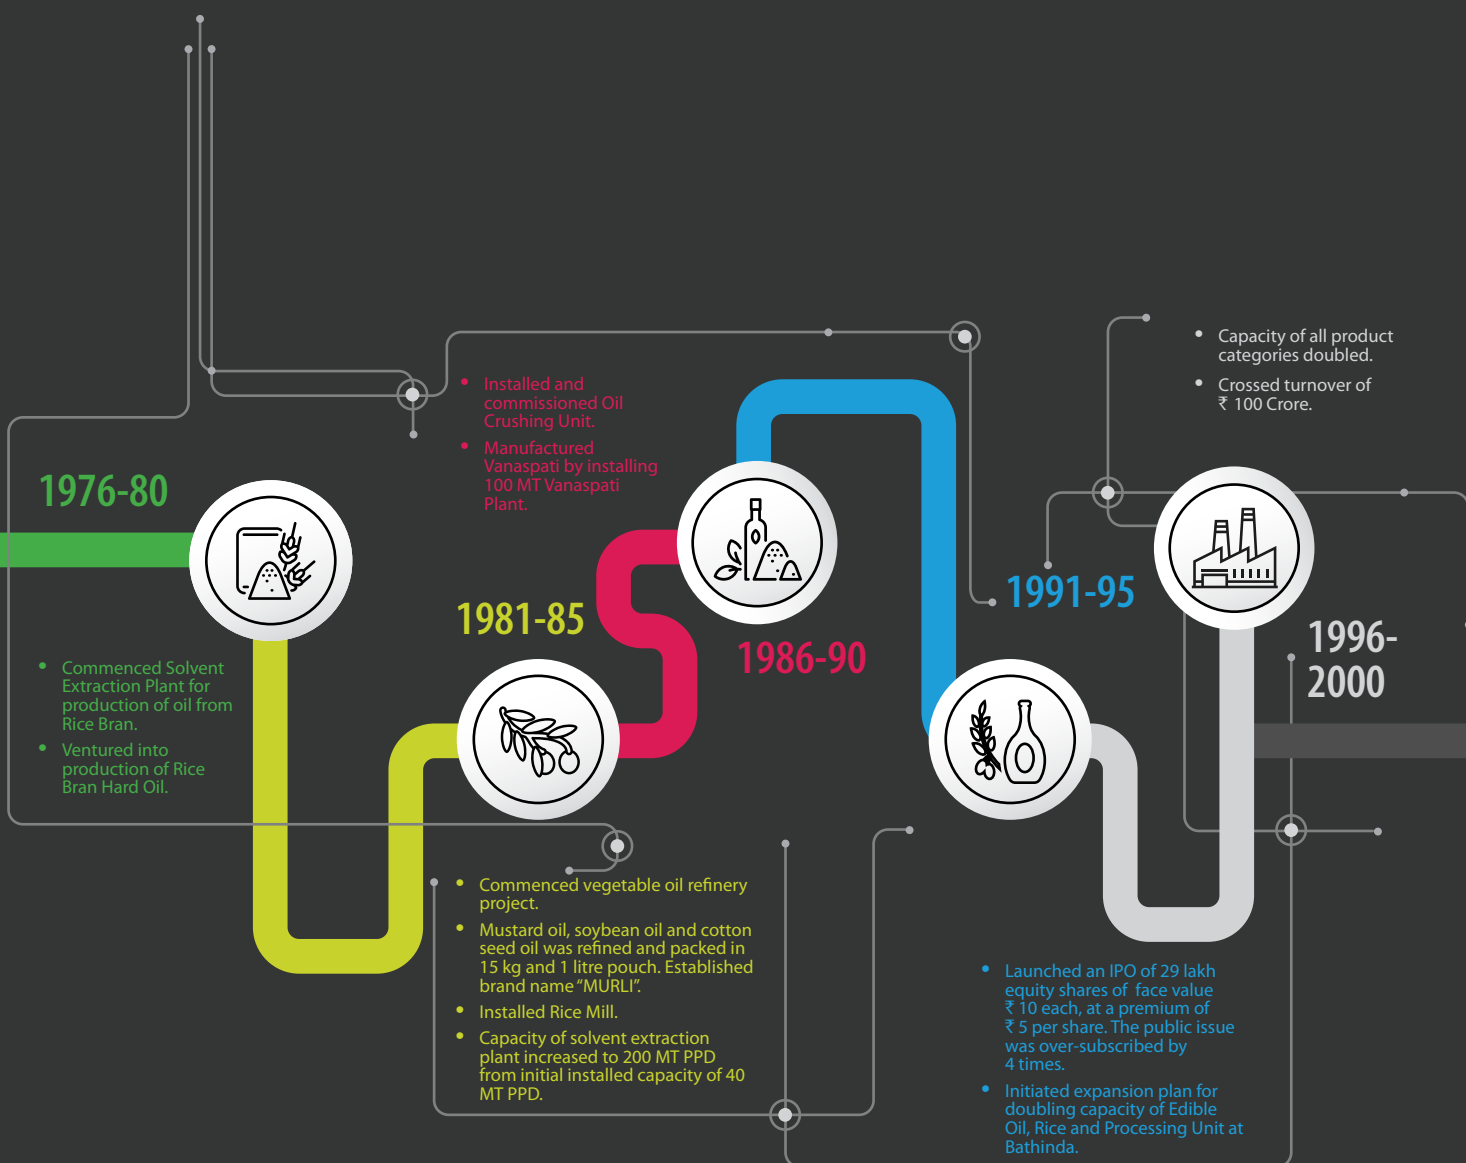 1976-80
• Commenced Solvent
Extraction Plant for
production of oil from
Rice Bran.
• Ventured into
production of Rice
Bran Hard Oil.
1981-85
• Commenced vegetable oil refinery
project.
• Mustard oil, soybean oil and cotton
seed oil was refined and packed in
15 kg and 1 litre pouch. Established
brand name “MURLI”.
• Installed Rice Mill.
• Capacity of solvent extraction
plant increased to 200 MT PPD
from initial installed capacity of 40
MT PPD.
• Installed and
commissioned Oil
Crushing Unit.
• Manufactured
Vanaspati by installing
100 MT Vanaspati
Plant.
1986-90
1991-95
• Launched an IPO of 29 lakh
equity shares of face value
₹ 10 each, at a premium of
₹ 5 per share. The public issue
was over-subscribed by
4 times.
• Initiated expansion plan for
doubling capacity of Edible
Oil, Rice and Processing Unit at
Bathinda.
• Capacity of all product
categories doubled.
• Crossed turnover of
₹ 100 Crore.
1996-
2000